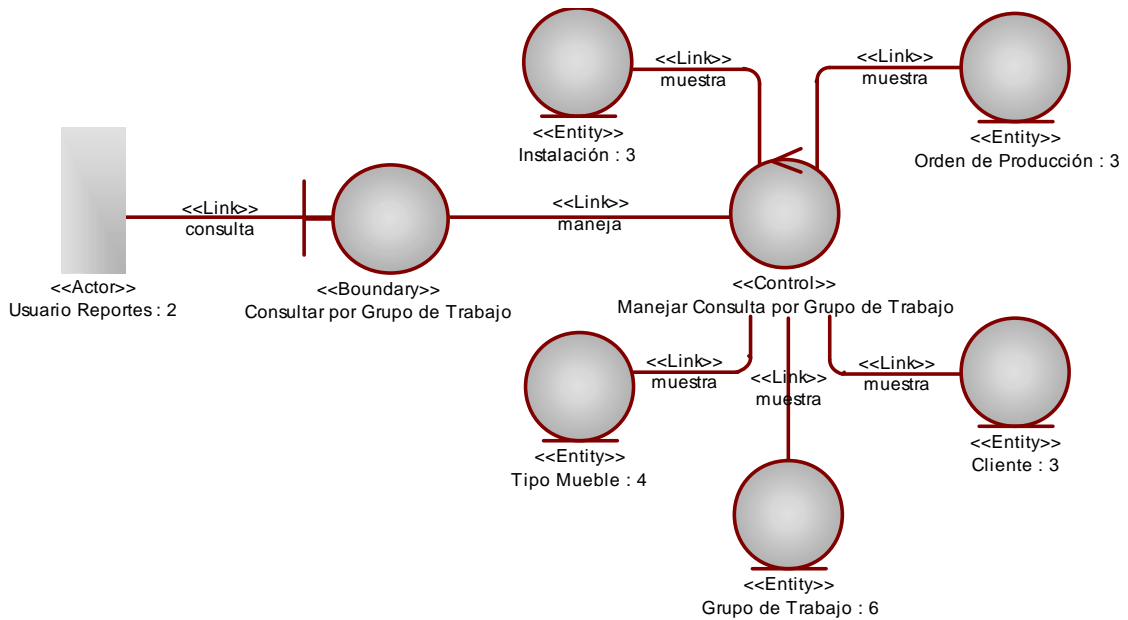 <<Link>>
muestra
<<Link>>
muestra
<<Entity>>
Instalación : 3
<<Entity>>
Orden de Producción : 3
<<Link>>
consulta
<<Link>>
maneja
<<Actor>>
Usuario Reportes : 2
<<Boundary>>
Consultar por Grupo de Trabajo
<<Control>>
Manejar Consulta por Grupo de Trabajo
<<Link>>
muestra
<<Link>>
muestra
<<Link>>
muestra
<<Entity>>
Tipo Mueble : 4
<<Entity>>
Cliente : 3
<<Entity>>
Grupo de Trabajo : 6